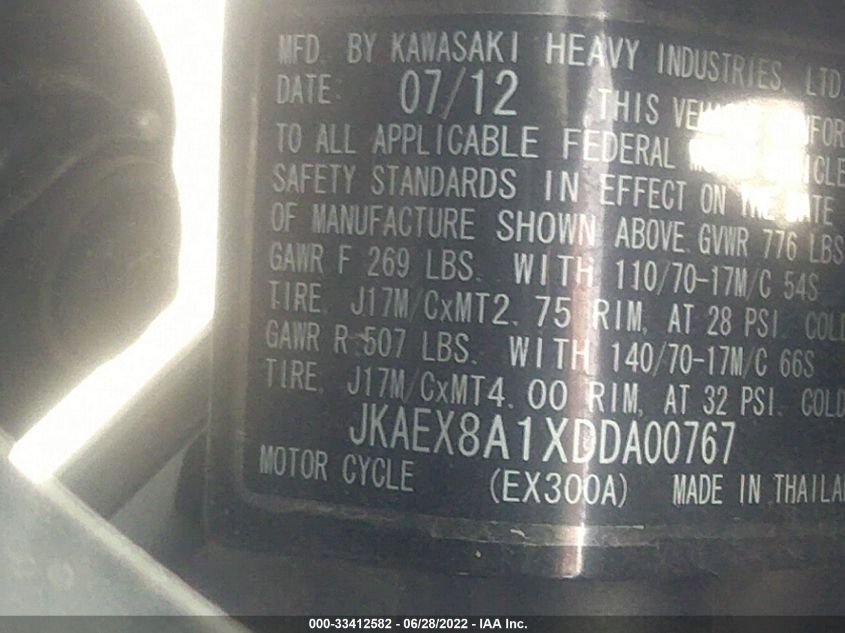 MFD. BY KAWASAKI HEAVY INDUSTRIES, LTD
DATE: 07/12 THIS
TO ALL APPLICABLE FEDERAL
SAFETY STANDARDS IN EFFECT ON DATE
OF MANUFACTURE SHOWN ABOVE. GVWR 776 LBS
GAWR F 269 LBS. WITH 110/70-17M/C 54S
TIRE, J17M/CxMT2.75 RIM, AT 28 PSI. COLD
GAWR R 507 LBS. WITH 140/70-17M/C 66S
TIRE, J17M/CxMT4.00 RIM, AT 32 PSI. COLD
JKAEX8A1XDDA00767
MOTOR CYCLE (EX300A) MADE IN THAILA
000-33412582 - 06/28/2022 - IAA Inc.